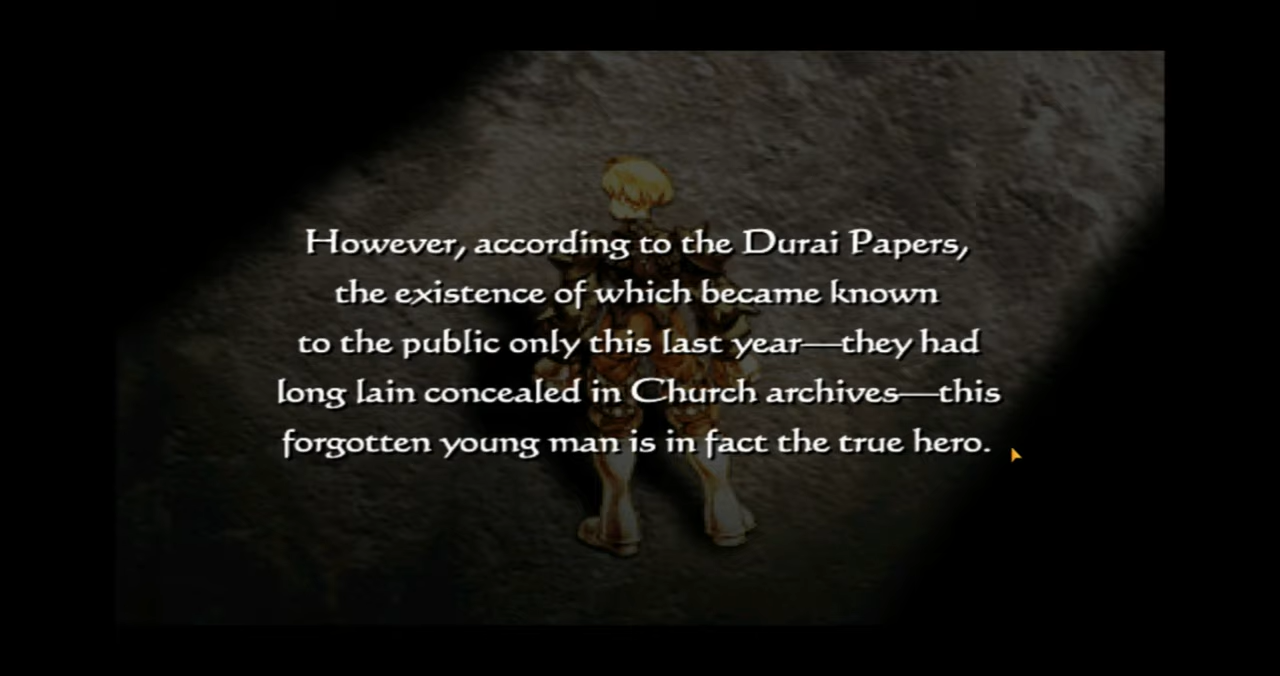 However, according to the Durai Papers,
the existence of which became known
to the public only this last year—they had
long lain concealed in Church archives—this
forgotten young man is in fact the true hero.